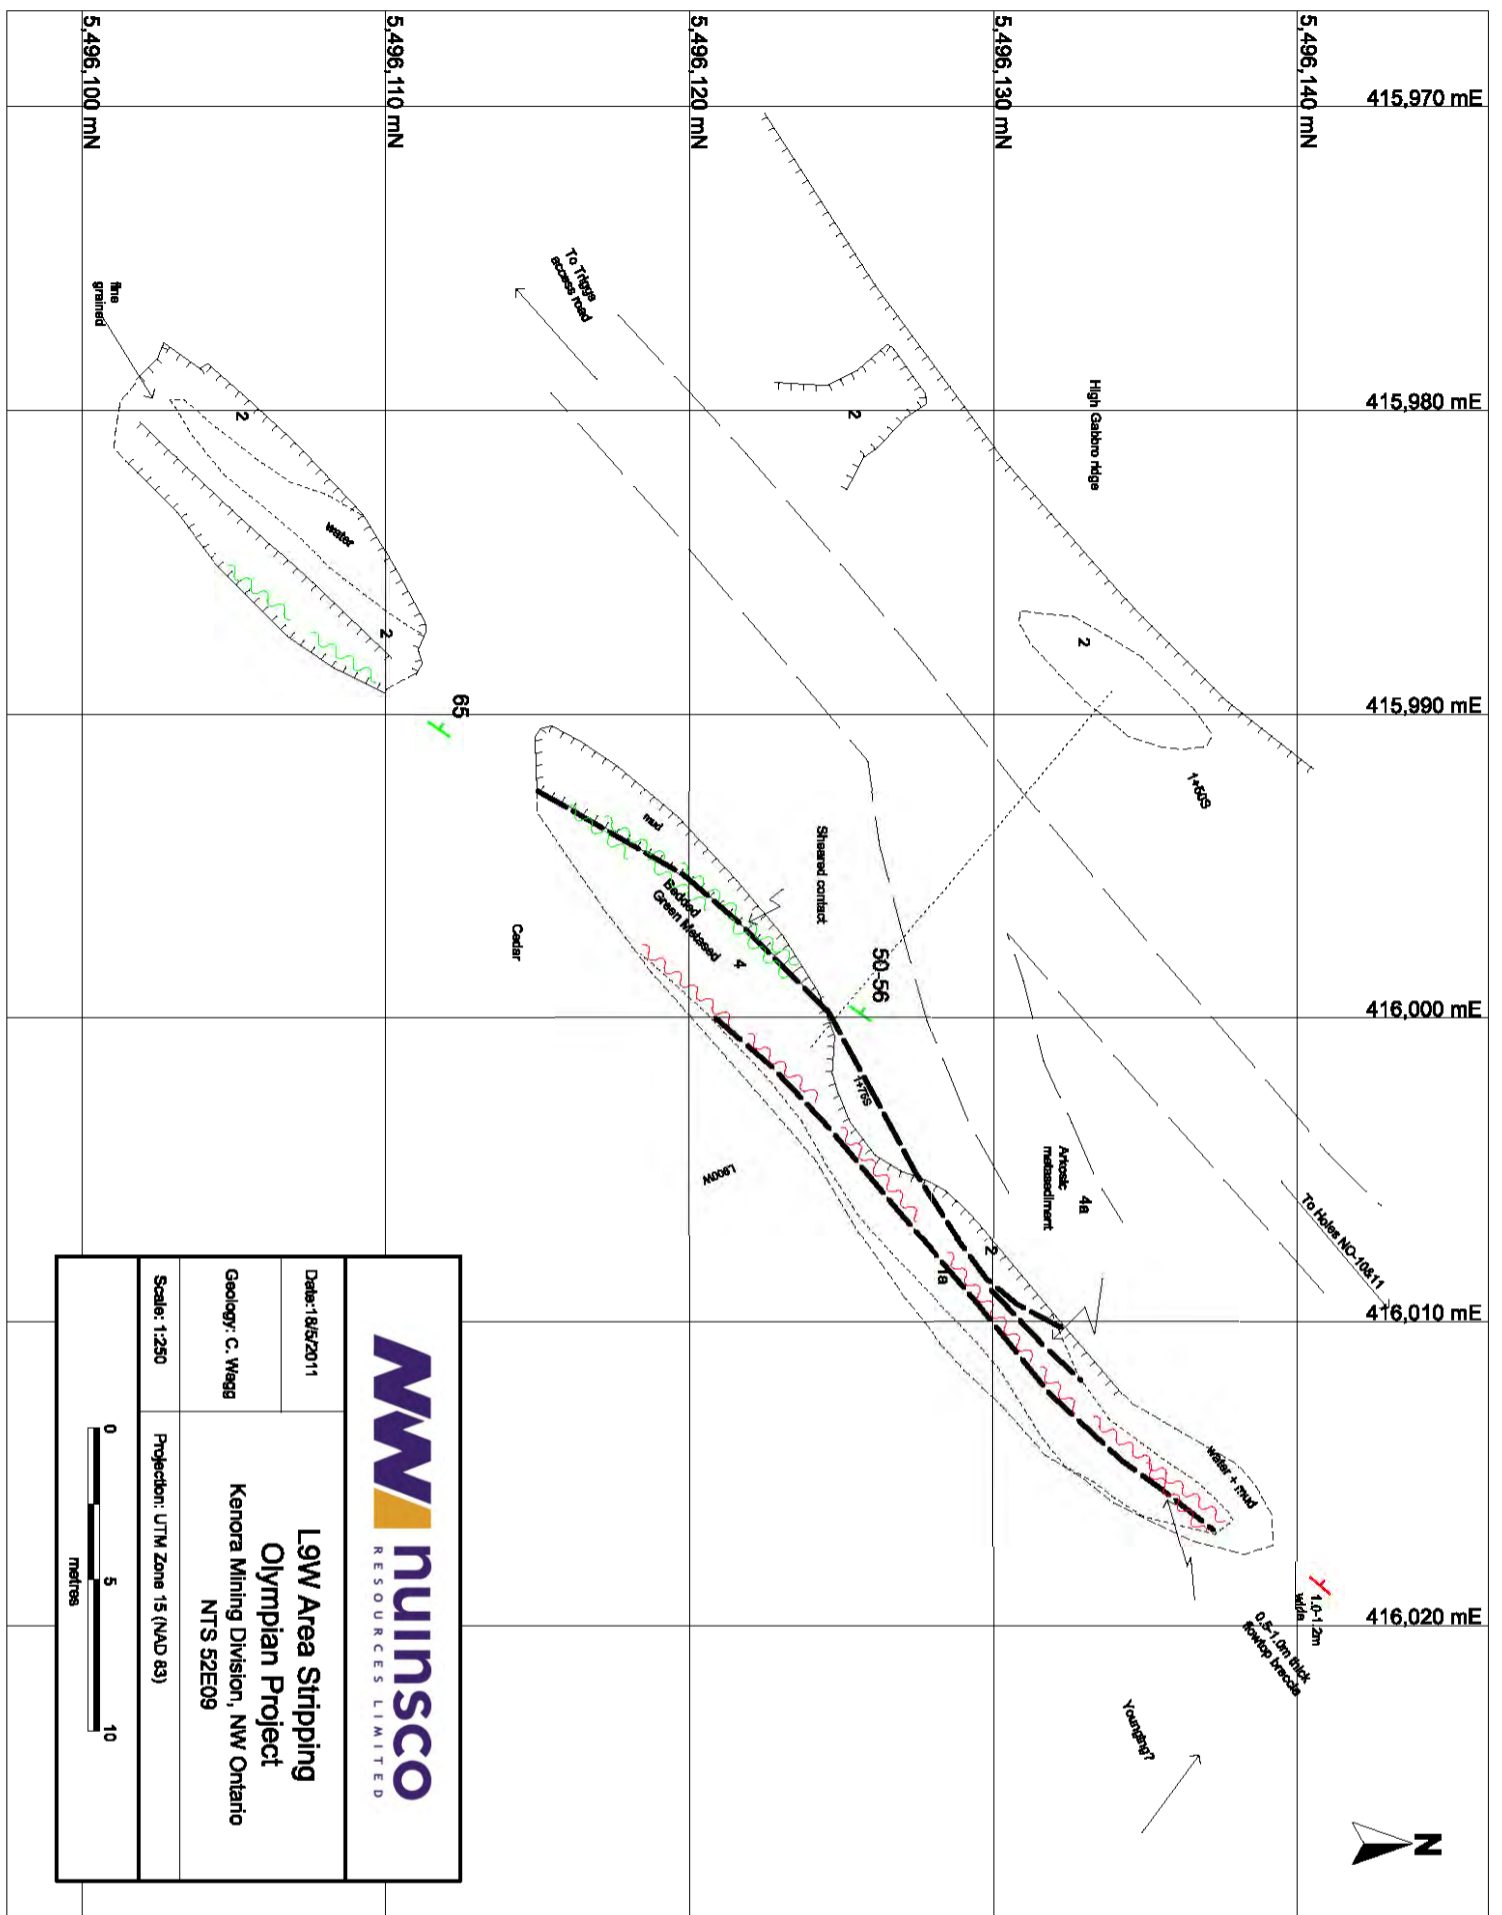 415,970 mE
415,980 mE
415,990 mE
416,000 mE
416,010 mE
416,020 mE
5,496,140 mN
5,496,130 mN
5,496,120 mN
5,496,110 mN
5,496,100 mN
High Gabbro ridge
2
1+50S
To Holes NO-10&11
2
To Triggs
access road
Sheared contact
50-56
1+75S
4a
Arkosic
metasediment
2
1a
water + mud
1.0-1.2m
wide
0.5-1.0m thick
flowtop breccia
Younging?
N
mud
Bedded
Green Metased
4
Cedar
L900W
65
fine
grained
2
water
2
nuinsco
RESOURCES LIMITED
Date:18/5/2011
Geology: C. Wagg
Scale: 1:250
L9W Area Stripping
Olympian Project
Kenora Mining Division, NW Ontario
NTS 52E09
Projection: UTM Zone 15 (NAD 83)
0 5 10
metres